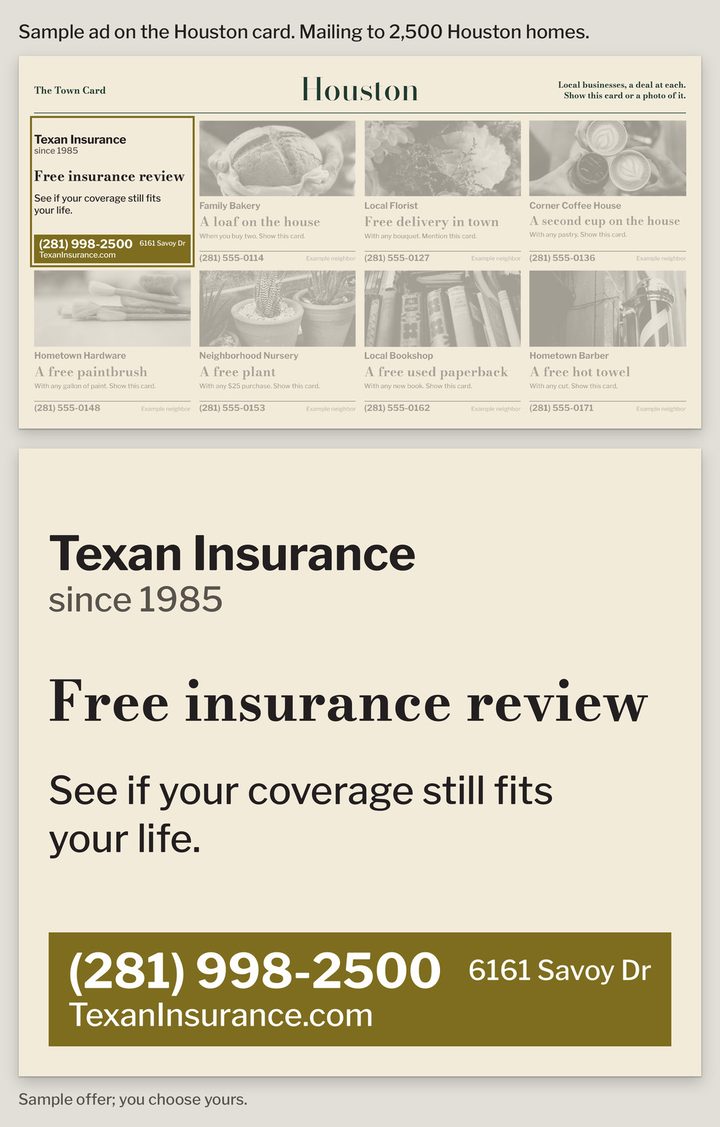 Sample ad on the Houston card. Mailing to 2,500 Houston homes.
The Town Card
Houston
Local businesses, a deal at each.
Show this card or a photo of it.
Texan Insurance
since 1985
Free insurance review
See if your coverage still fits
your life.
(281) 998-2500 6161 Savoy Dr
TexanInsurance.com
Family Bakery
A loaf on the house
When you buy two. Show this card.
(281) 555-0114 Example neighbor
Local Florist
Free delivery in town
With any bouquet. Mention this card.
(281) 555-0127 Example neighbor
Corner Coffee House
A second cup on the house
With any pastry. Show this card.
(281) 555-0136 Example neighbor
Hometown Hardware
A free paintbrush
With any gallon of paint. Show this card.
(281) 555-0148 Example neighbor
Neighborhood Nursery
A free plant
With any $25 purchase. Show this card.
(281) 555-0153 Example neighbor
Local Bookshop
A free used paperback
With any new book. Show this card.
(281) 555-0162 Example neighbor
Hometown Barber
A free hot towel
With any cut. Show this card.
(281) 555-0171 Example neighbor
Texan Insurance
since 1985
Free insurance review
See if your coverage still fits
your life.
(281) 998-2500 6161 Savoy Dr
TexanInsurance.com
Sample offer; you choose yours.